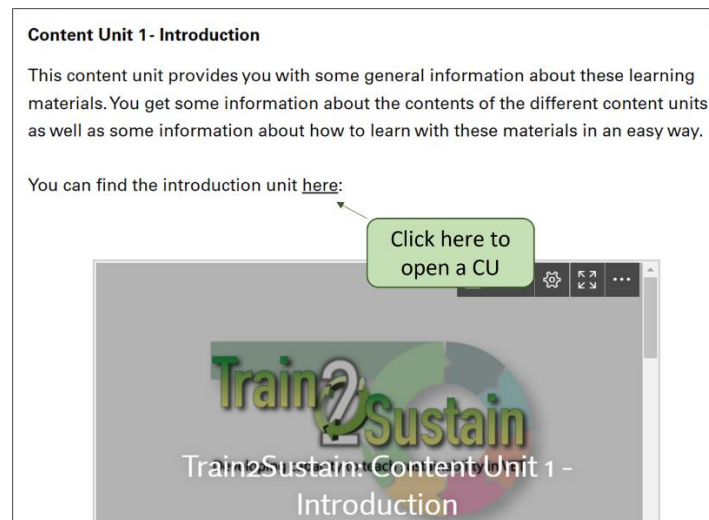 Content Unit 1- Introduction
This content unit provides you with some general information about these learning
materials. You get some information about the contents of the different content units
as well as some information about how to learn with these materials in an easy way.
You can find the introduction unit here:
Click here to
open a CU
Train2Sustain
Train2Sustain: Content Unit 1 -
Introduction